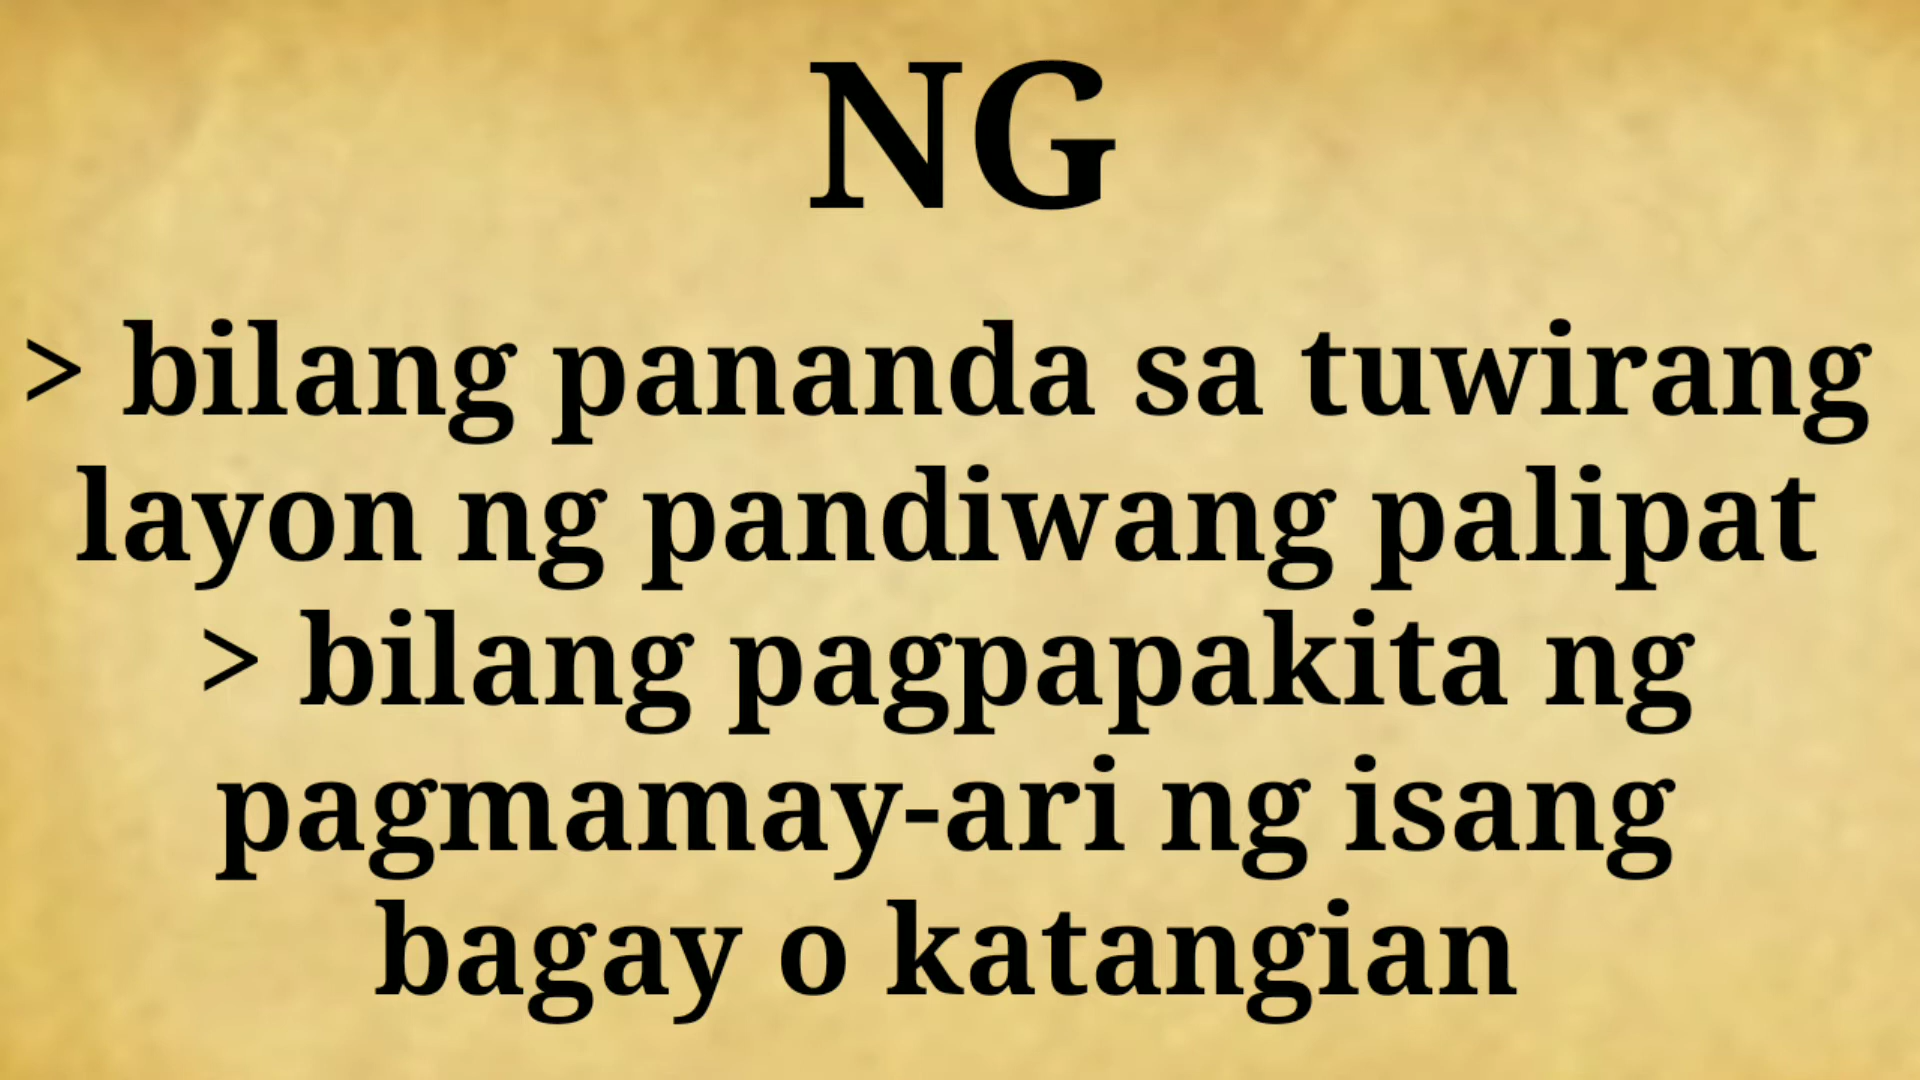 NG
> bilang pananda sa tuwirang
layon ng pandiwang palipat
> bilang pagpapakita ng
pagmamay-ari ng isang
bagay o katangian